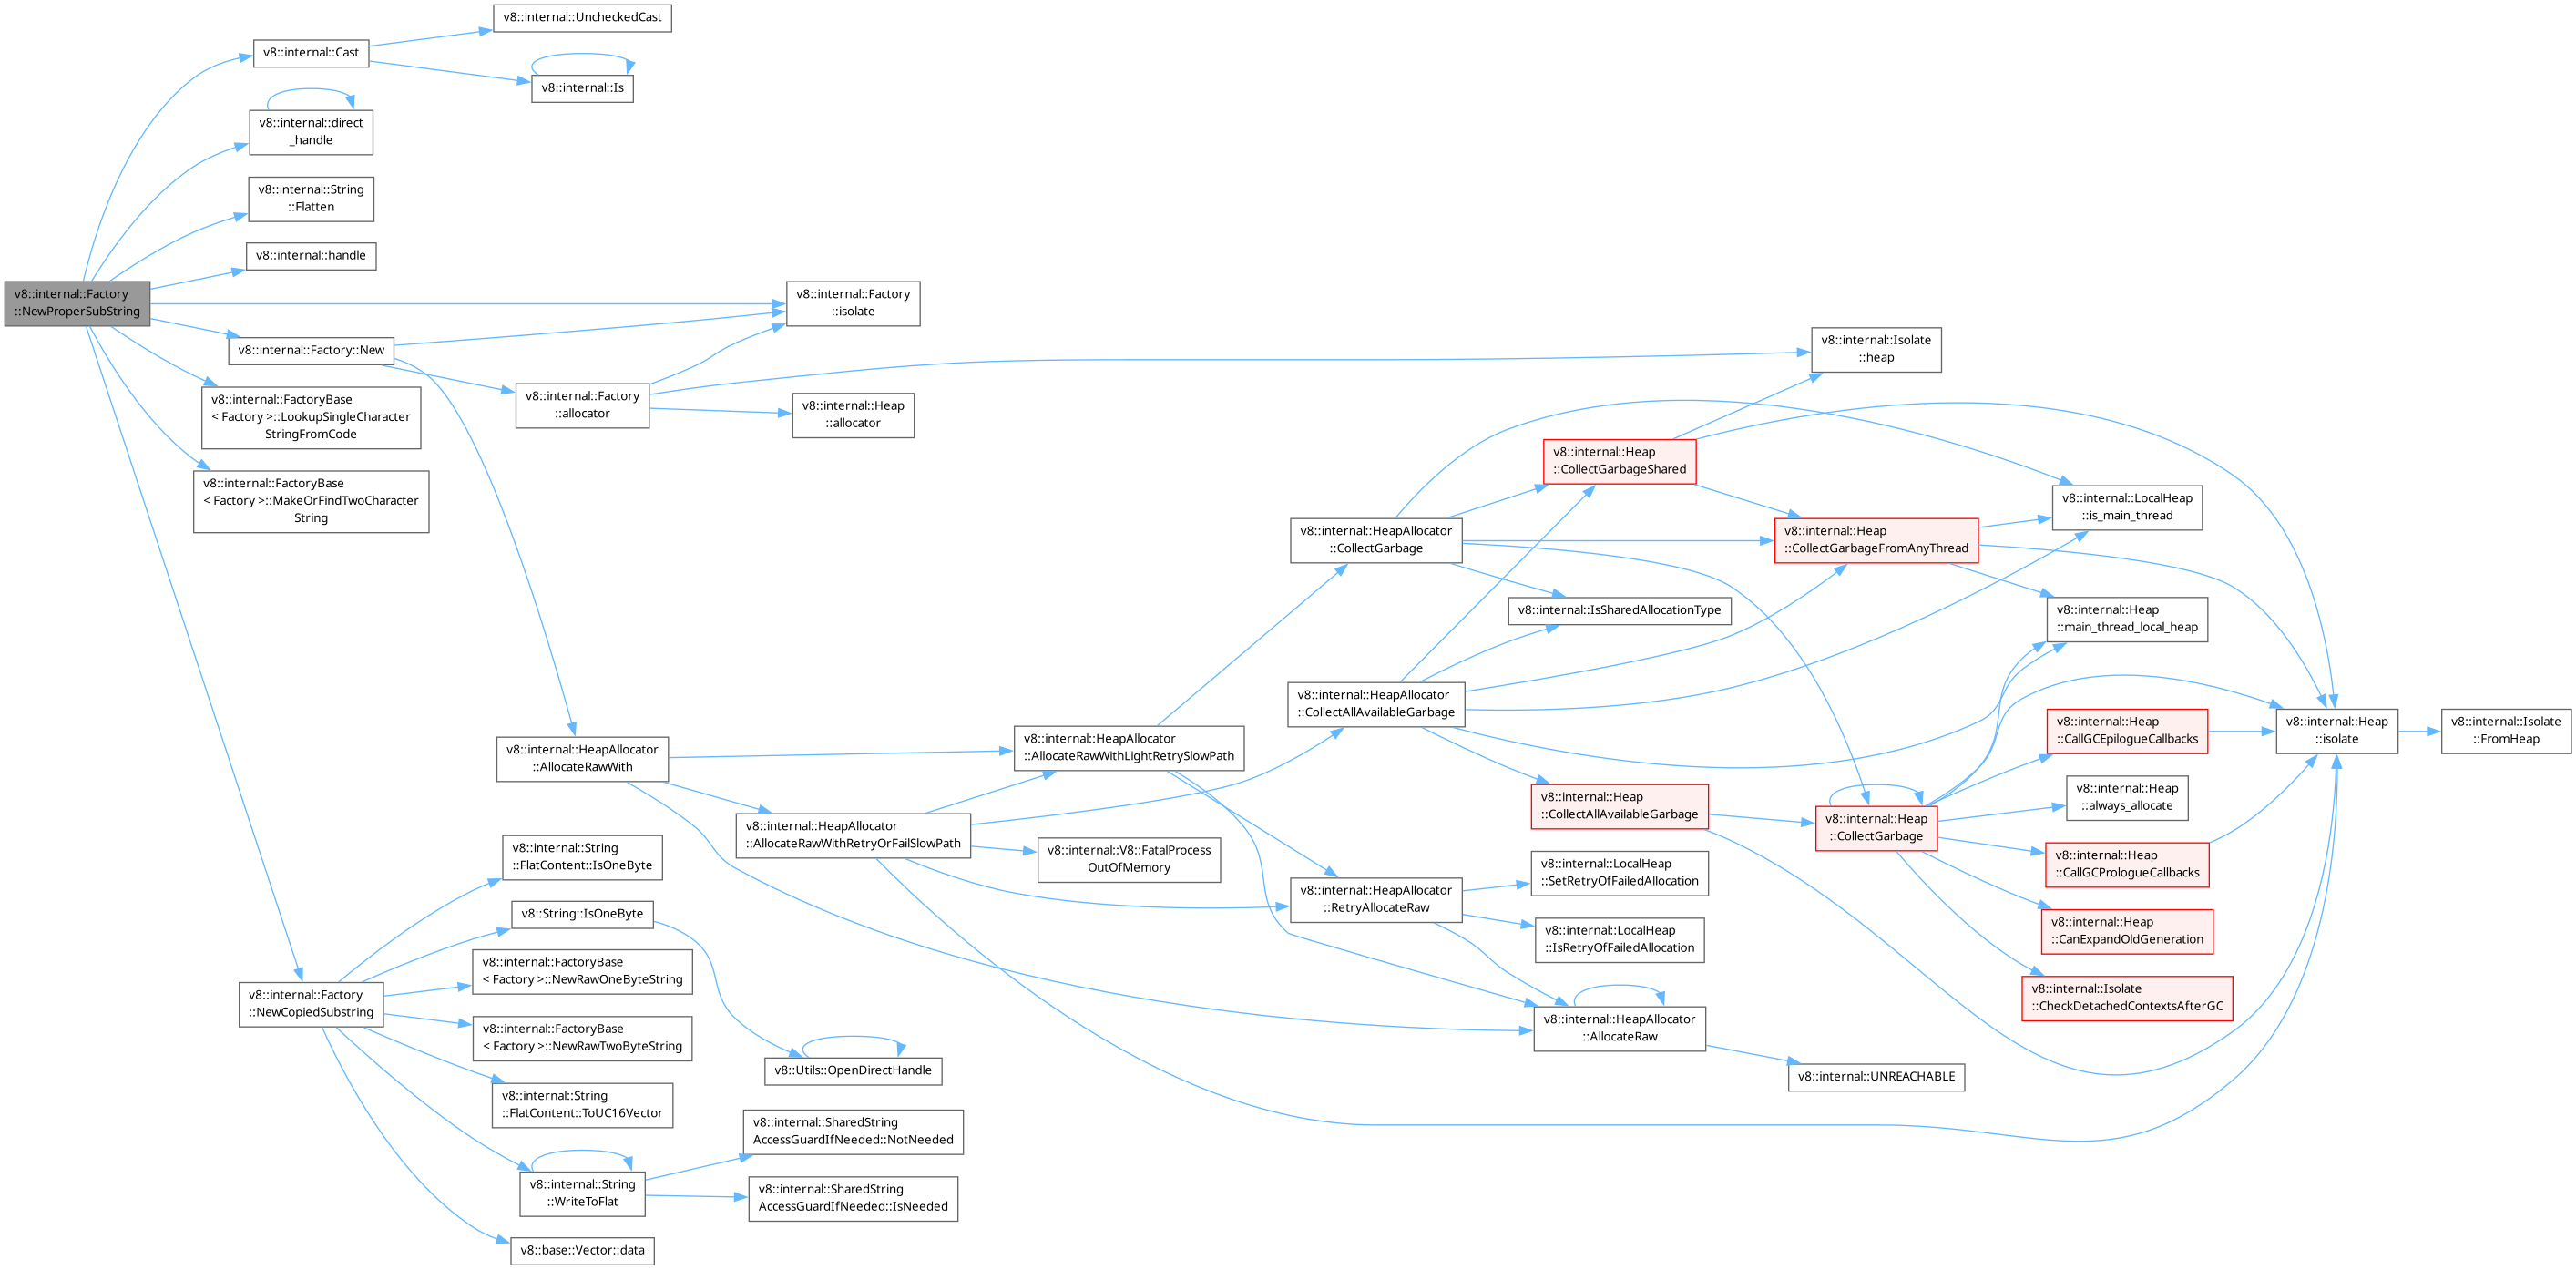 v8::internal::Factory
::NewProperSubString
v8::internal::Cast
v8::internal::UncheckedCast
v8::internal::Is
v8::internal::direct
_handle
v8::internal::String
::Flatten
v8::internal::handle
v8::internal::Factory
::isolate
v8::internal::Factory::New
v8::internal::Factory
::allocator
v8::internal::Isolate
::heap
v8::internal::Heap
::allocator
v8::internal::FactoryBase
< Factory >::LookupSingleCharacter
StringFromCode
v8::internal::FactoryBase
< Factory >::MakeOrFindTwoCharacter
String
v8::internal::HeapAllocator
::AllocateRawWith
v8::internal::HeapAllocator
::AllocateRawWithLightRetrySlowPath
v8::internal::HeapAllocator
::AllocateRawWithRetryOrFailSlowPath
v8::internal::V8::FatalProcess
OutOfMemory
v8::internal::HeapAllocator
::CollectGarbage
v8::internal::HeapAllocator
::CollectAllAvailableGarbage
v8::internal::HeapAllocator
::RetryAllocateRaw
v8::internal::Heap
::CollectGarbageShared
v8::internal::IsSharedAllocationType
v8::internal::Heap
::CollectAllAvailableGarbage
v8::internal::LocalHeap
::SetRetryOfFailedAllocation
v8::internal::LocalHeap
::IsRetryOfFailedAllocation
v8::internal::HeapAllocator
::AllocateRaw
v8::internal::UNREACHABLE
v8::internal::Heap
::CollectGarbageFromAnyThread
v8::internal::Heap
::CollectGarbage
v8::internal::LocalHeap
::is_main_thread
v8::internal::Heap
::main_thread_local_heap
v8::internal::Heap
::CallGCEpilogueCallbacks
v8::internal::Heap
::always_allocate
v8::internal::Heap
::CallGCPrologueCallbacks
v8::internal::Heap
::CanExpandOldGeneration
v8::internal::Isolate
::CheckDetachedContextsAfterGC
v8::internal::Heap
::isolate
v8::internal::Isolate
::FromHeap
v8::internal::Factory
::NewCopiedSubstring
v8::internal::String
::FlatContent::IsOneByte
v8::String::IsOneByte
v8::internal::FactoryBase
< Factory >::NewRawOneByteString
v8::internal::FactoryBase
< Factory >::NewRawTwoByteString
v8::internal::String
::FlatContent::ToUC16Vector
v8::internal::String
::WriteToFlat
v8::base::Vector::data
v8::Utils::OpenDirectHandle
v8::internal::SharedString
AccessGuardIfNeeded::NotNeeded
v8::internal::SharedString
AccessGuardIfNeeded::IsNeeded